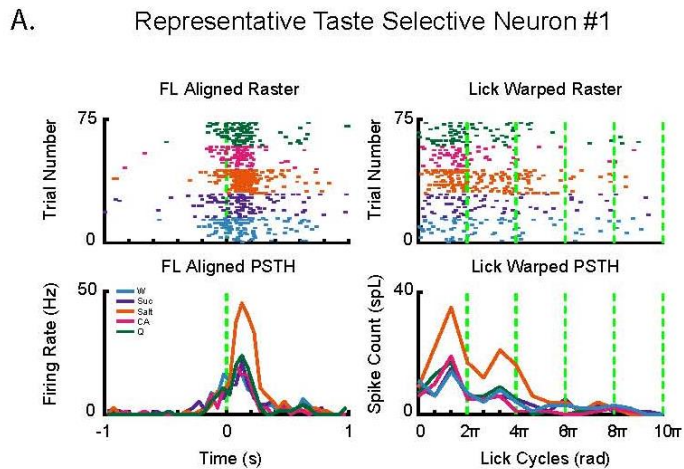 A. Representative Taste Selective Neuron #1
FL Aligned Raster
Lick Warped Raster
75
Trial Number
0
75
Trial Number
0
FL Aligned PSTH
Lick Warped PSTH
50
Firing Rate (Hz)
0
W
Suc
Salt
CA
Q
-1 0 1
Time (s)
40
Spike Count (spL)
0
0 2π 4π 6π 8π 10π
Lick Cycles (rad)